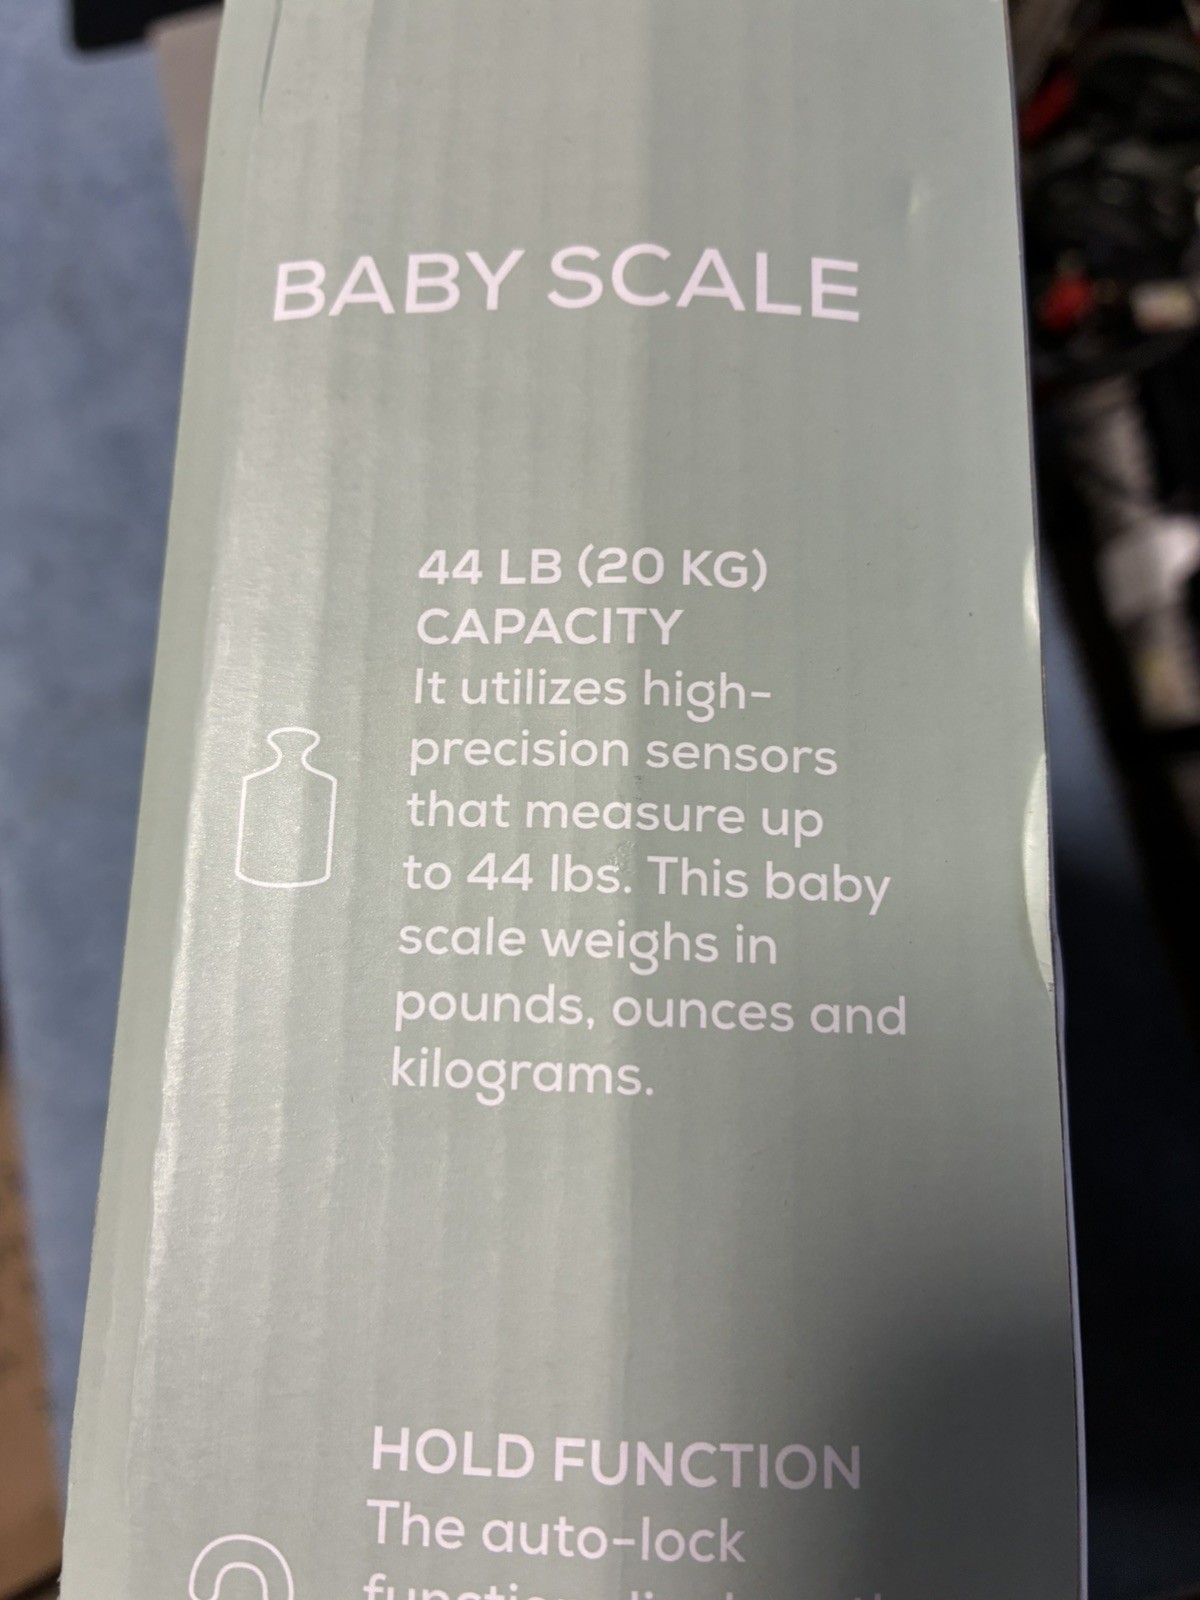 BABY SCALE
44 LB (20 KG)
CAPACITY
It utilizes high-
precision sensors
that measure up
to 44 lbs. This baby
scale weighs in
pounds, ounces and
kilograms.
HOLD FUNCTION
The auto-lock